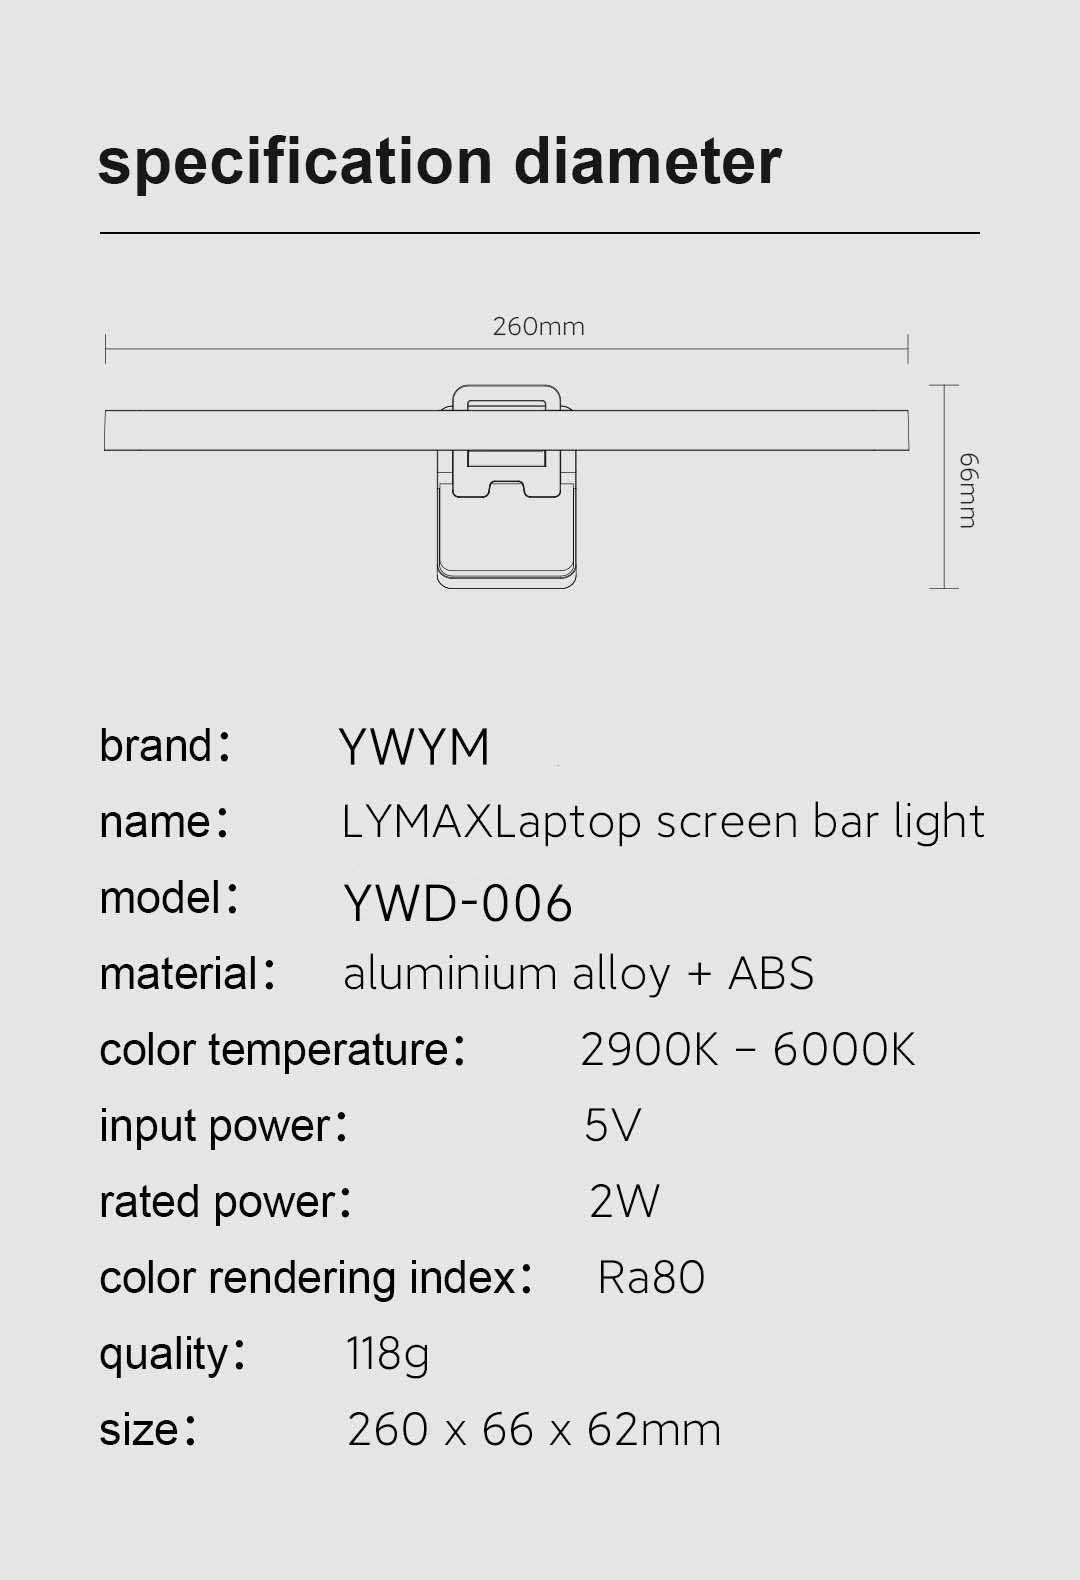 specification diameter
260mm
66mm
brand： YWYM
name： LYMAXLaptop screen bar light
model： YWD-006
material： aluminium alloy + ABS
color temperature： 2900K – 6000K
input power： 5V
rated power： 2W
color rendering index： Ra80
quality： 118g
size： 260 x 66 x 62mm